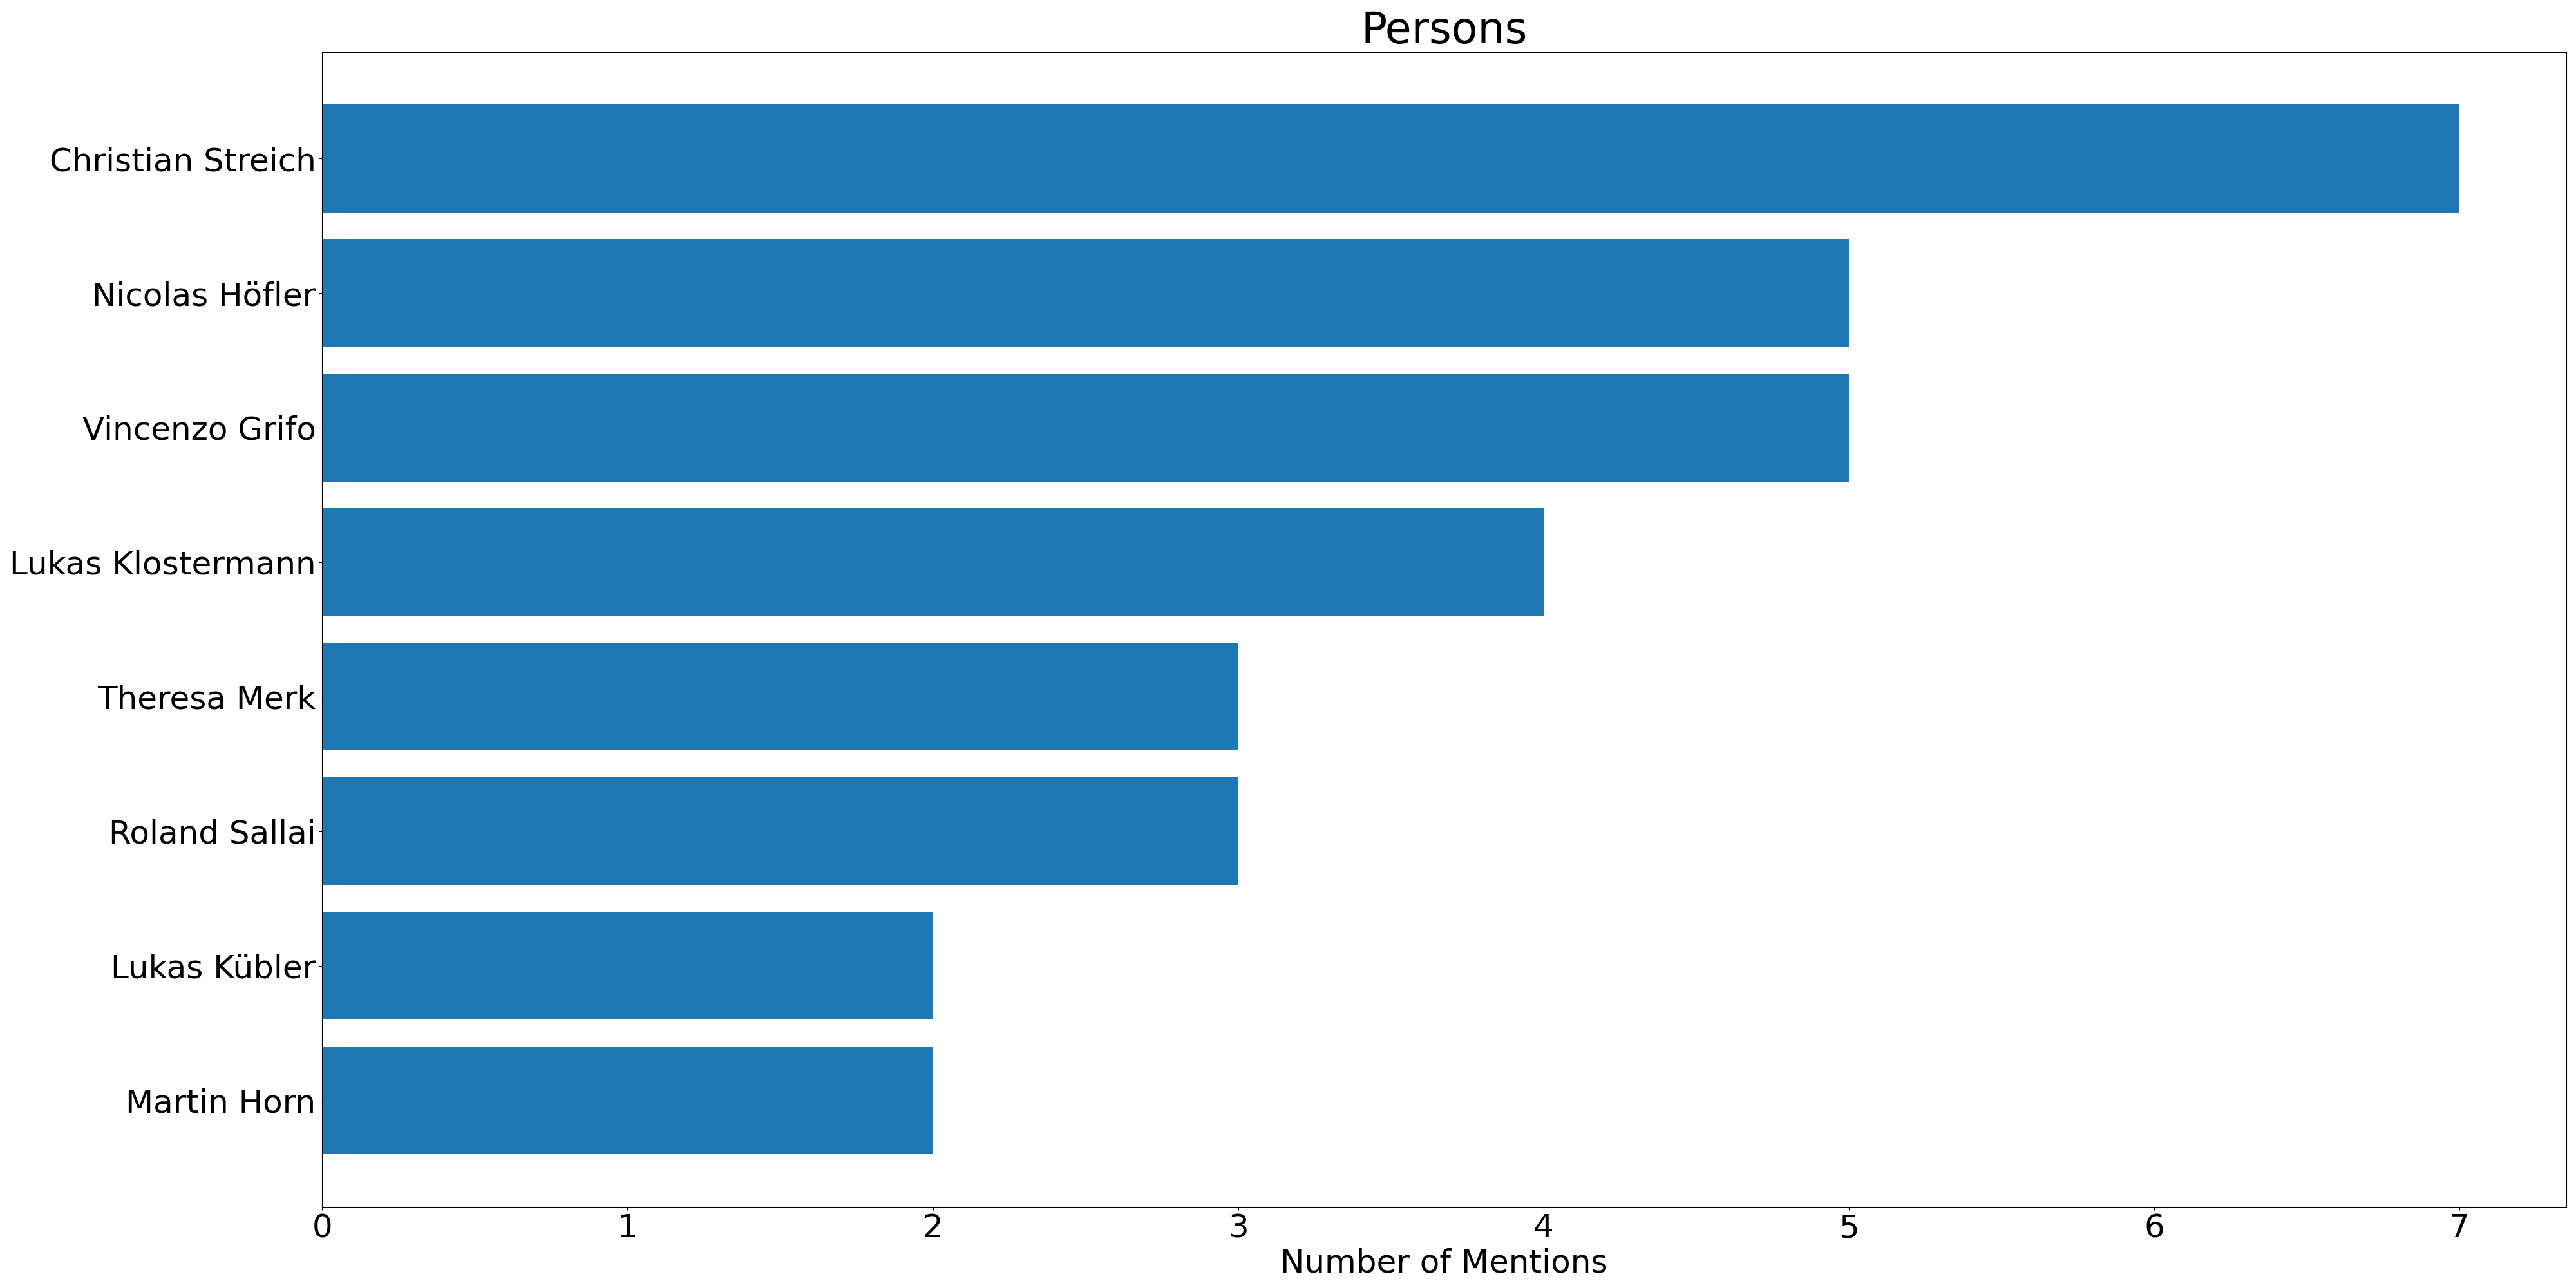 Persons
Christian Streich
Nicolas Höfler
Vincenzo Grifo
Lukas Klostermann
Theresa Merk
Roland Sallai
Lukas Kübler
Martin Horn
0 1 2 3 4 5 6 7
Number of Mentions